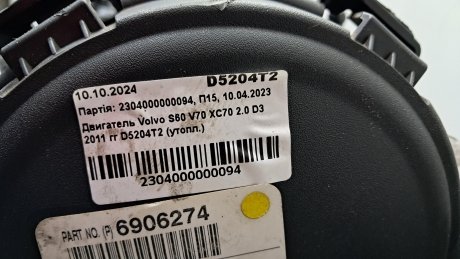 10.10.2024 D5204T2
Партія: 2304000000094, П15, 10.04.2023
Двигатель Volvo S60 V70 XC70 2.0 D3
2011 гг D5204T2 (утопл.)
2304000000094
PART NO. (P) 6906274